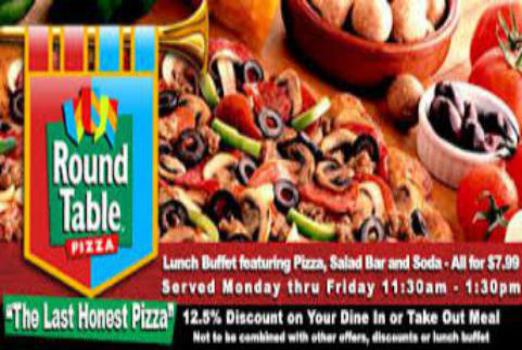 Round
Table
PIZZA
Lunch Buffet featuring Pizza, Salad Bar and Soda - All for $7.99
Served Monday thru Friday 11:30am - 1:30pm
"The Last Honest Pizza"
12.5% Discount on Your Dine In or Take Out Meal
Not to be combined with other offers, discounts or lunch buffet